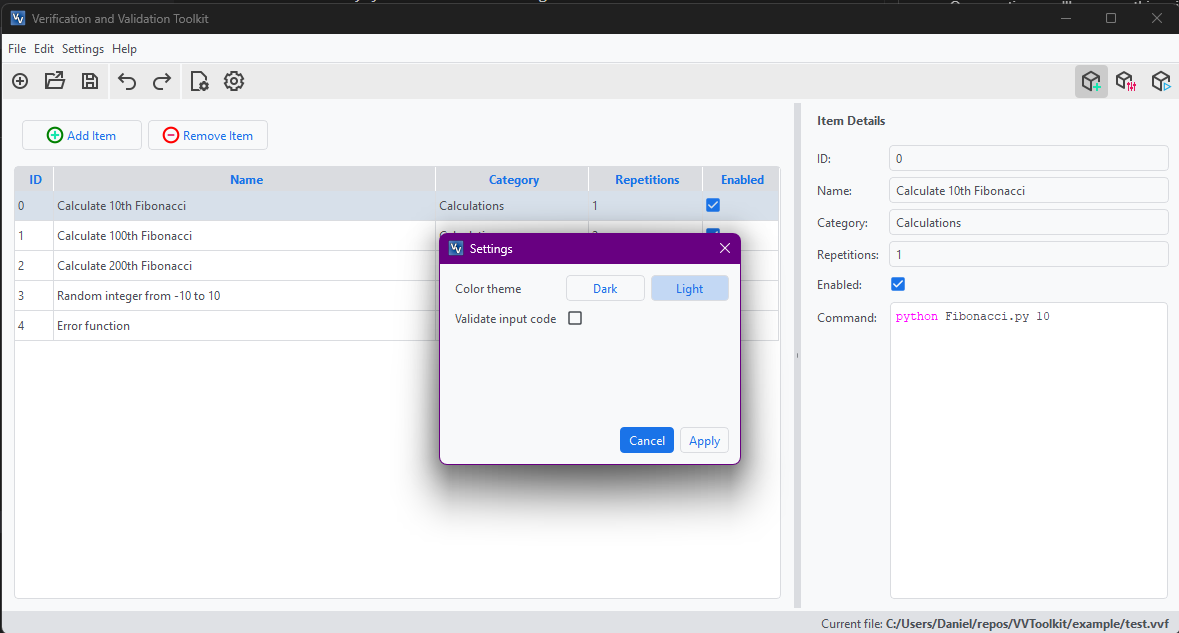 Verification and Validation Toolkit
File Edit Settings Help
Add Item Remove Item
ID Name Category Repetitions Enabled
0 Calculate 10th Fibonacci Calculations 1
1 Calculate 100th Fibonacci
2 Calculate 200th Fibonacci
3 Random integer from -10 to 10
4 Error function
Settings
Color theme Dark Light
Validate input code
Cancel Apply
Item Details
ID: 0
Name: Calculate 10th Fibonacci
Category: Calculations
Repetitions: 1
Enabled:
Command: python Fibonacci.py 10
Current file: C:/Users/Daniel/repos/VVToolkit/example/test.vvf